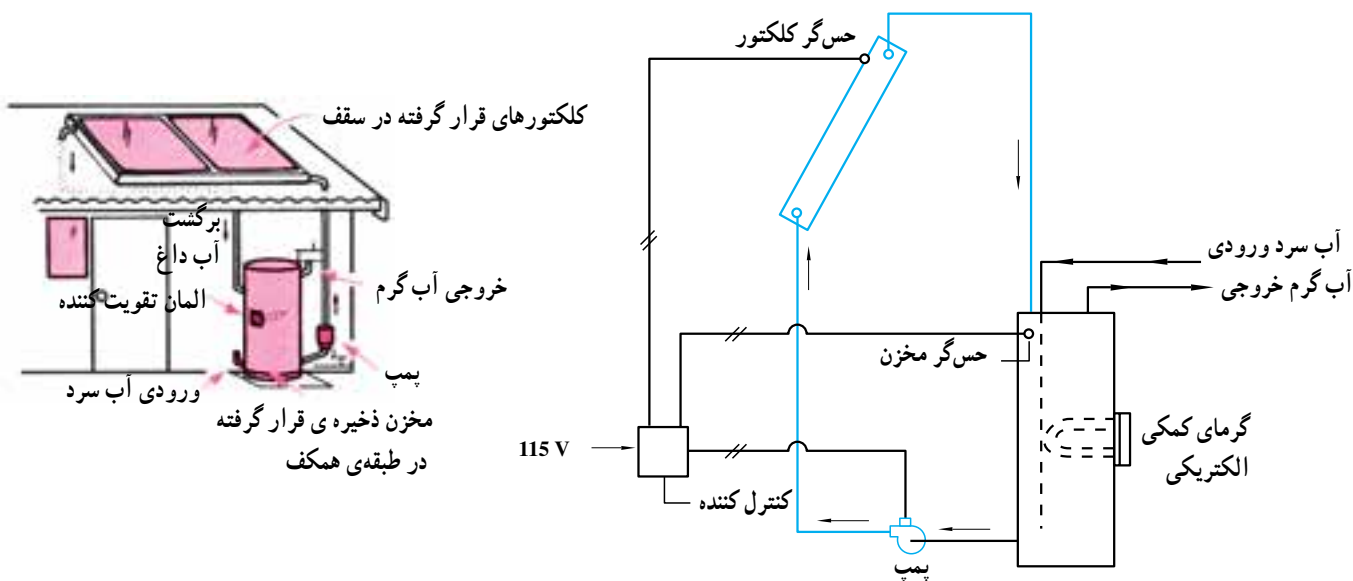 حس‌گر کلکتور
کلکتورهای قرار گرفته در سقف
برگشت
آب داغ
خروجی آب گرم
المان تقویت کننده
پمپ
ورودی آب سرد
مخزن ذخیره ی قرار گرفته
در طبقه‌ی همکف
آب سرد ورودی
آب گرم خروجی
حس‌گر مخزن
گرمای کمکی
الکتریکی
115 V
کنترل کننده
پمپ